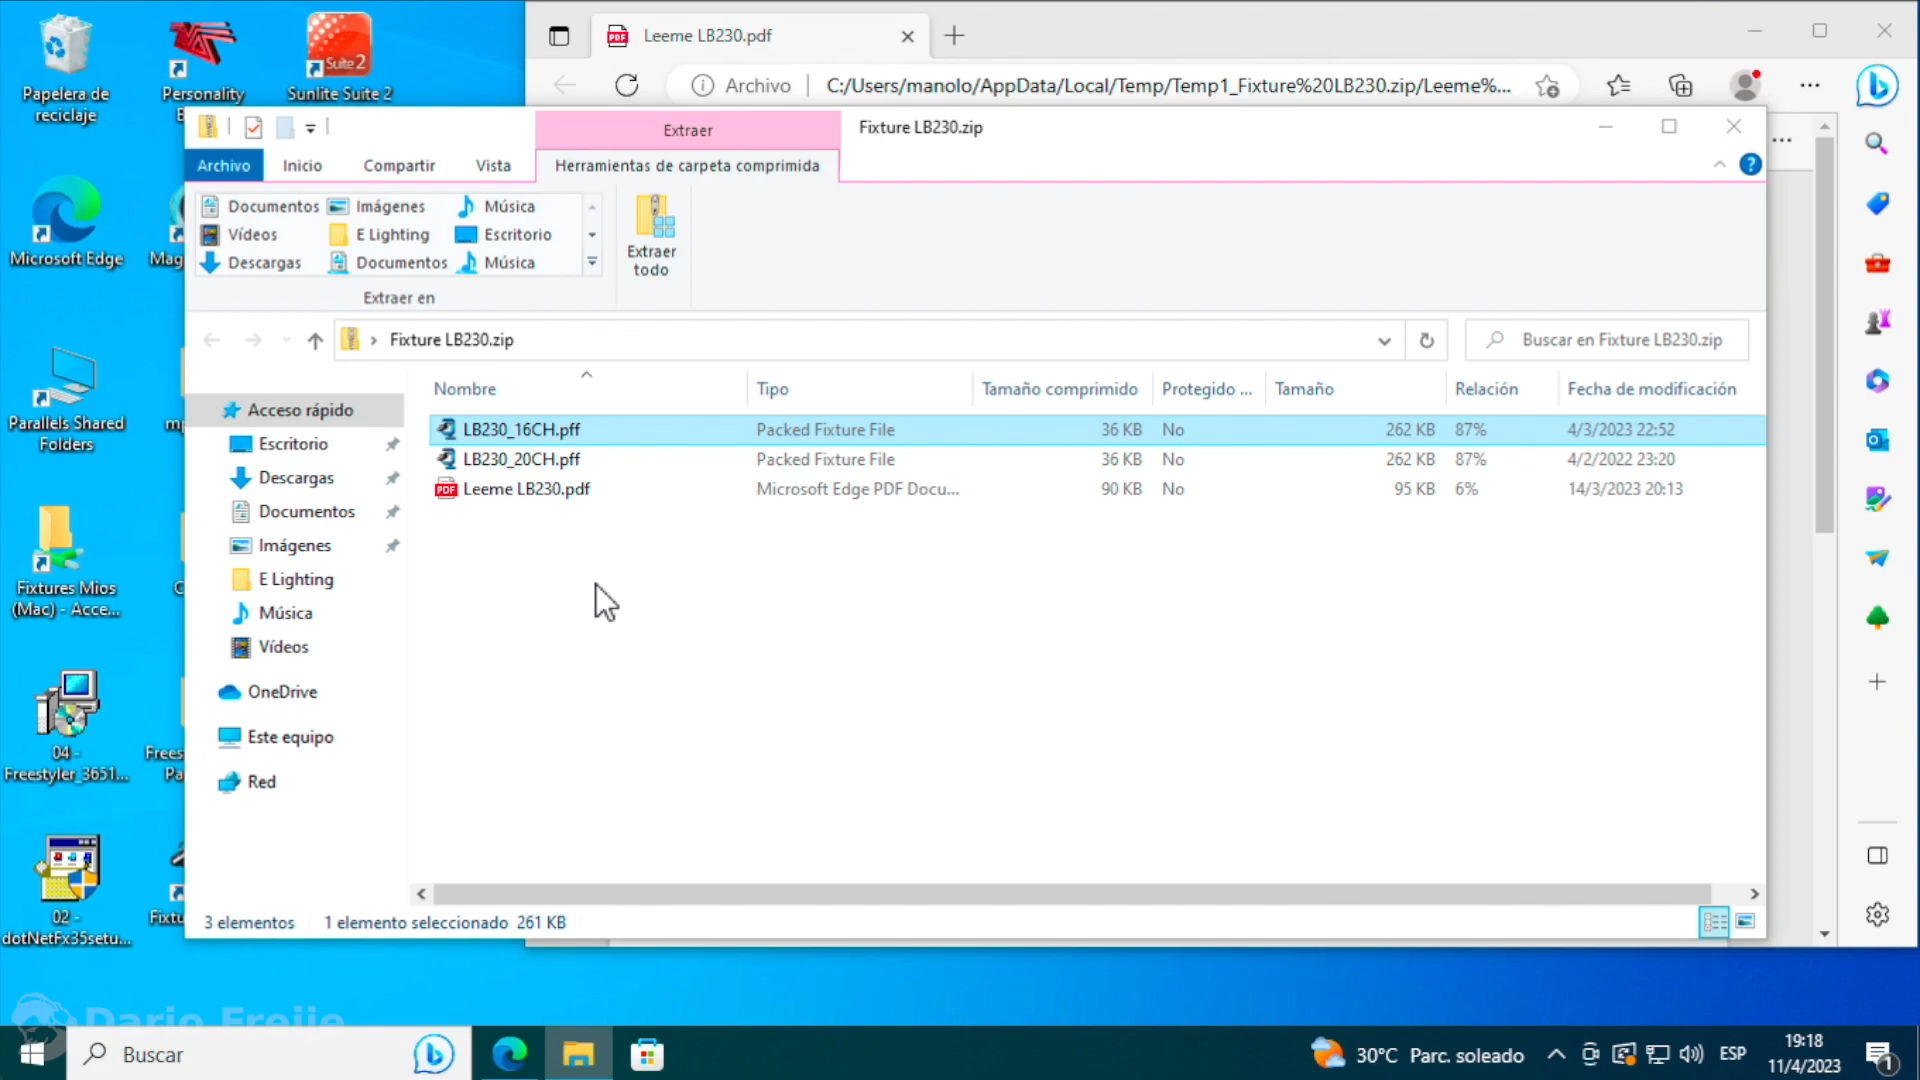 Papelera de
reciclaje
Personality
Sunlite Suite 2
Suite2
Microsoft Edge
Mag
Parallels Shared
Folders
Fixtures Mios
(Mac) - Acce...
04 -
Freestyler_3651...
Frees
Pa
02 -
dotNetFx35setu...
Fixtu
Leeme LB230.pdf
Archivo
C:/Users/manolo/AppData/Local/Temp/Temp1_Fixture%20LB230.zip/Leeme%...
Extraer
Fixture LB230.zip
Archivo
Inicio
Compartir
Vista
Herramientas de carpeta comprimida
Documentos
Imágenes
Música
Vídeos
E Lighting
Escritorio
Descargas
Documentos
Música
Extraer
todo
Extraer en
Fixture LB230.zip
Buscar en Fixture LB230.zip
Nombre
Tipo
Tamaño comprimido
Protegido ...
Tamaño
Relación
Fecha de modificación
LB230_16CH.pff Packed Fixture File 36 KB No 262 KB 87% 4/3/2023 22:52
LB230_20CH.pff Packed Fixture File 36 KB No 262 KB 87% 4/2/2022 23:20
PDF Leeme LB230.pdf Microsoft Edge PDF Docu... 90 KB No 95 KB 6% 14/3/2023 20:13
Acceso rápido
Escritorio
Descargas
Documentos
Imágenes
E Lighting
Música
Vídeos
OneDrive
Este equipo
Red
3 elementos
1 elemento seleccionado 261 KB
Dario Freije
Buscar
30°C Parc. soleado
ESP
19:18
11/4/2023
1